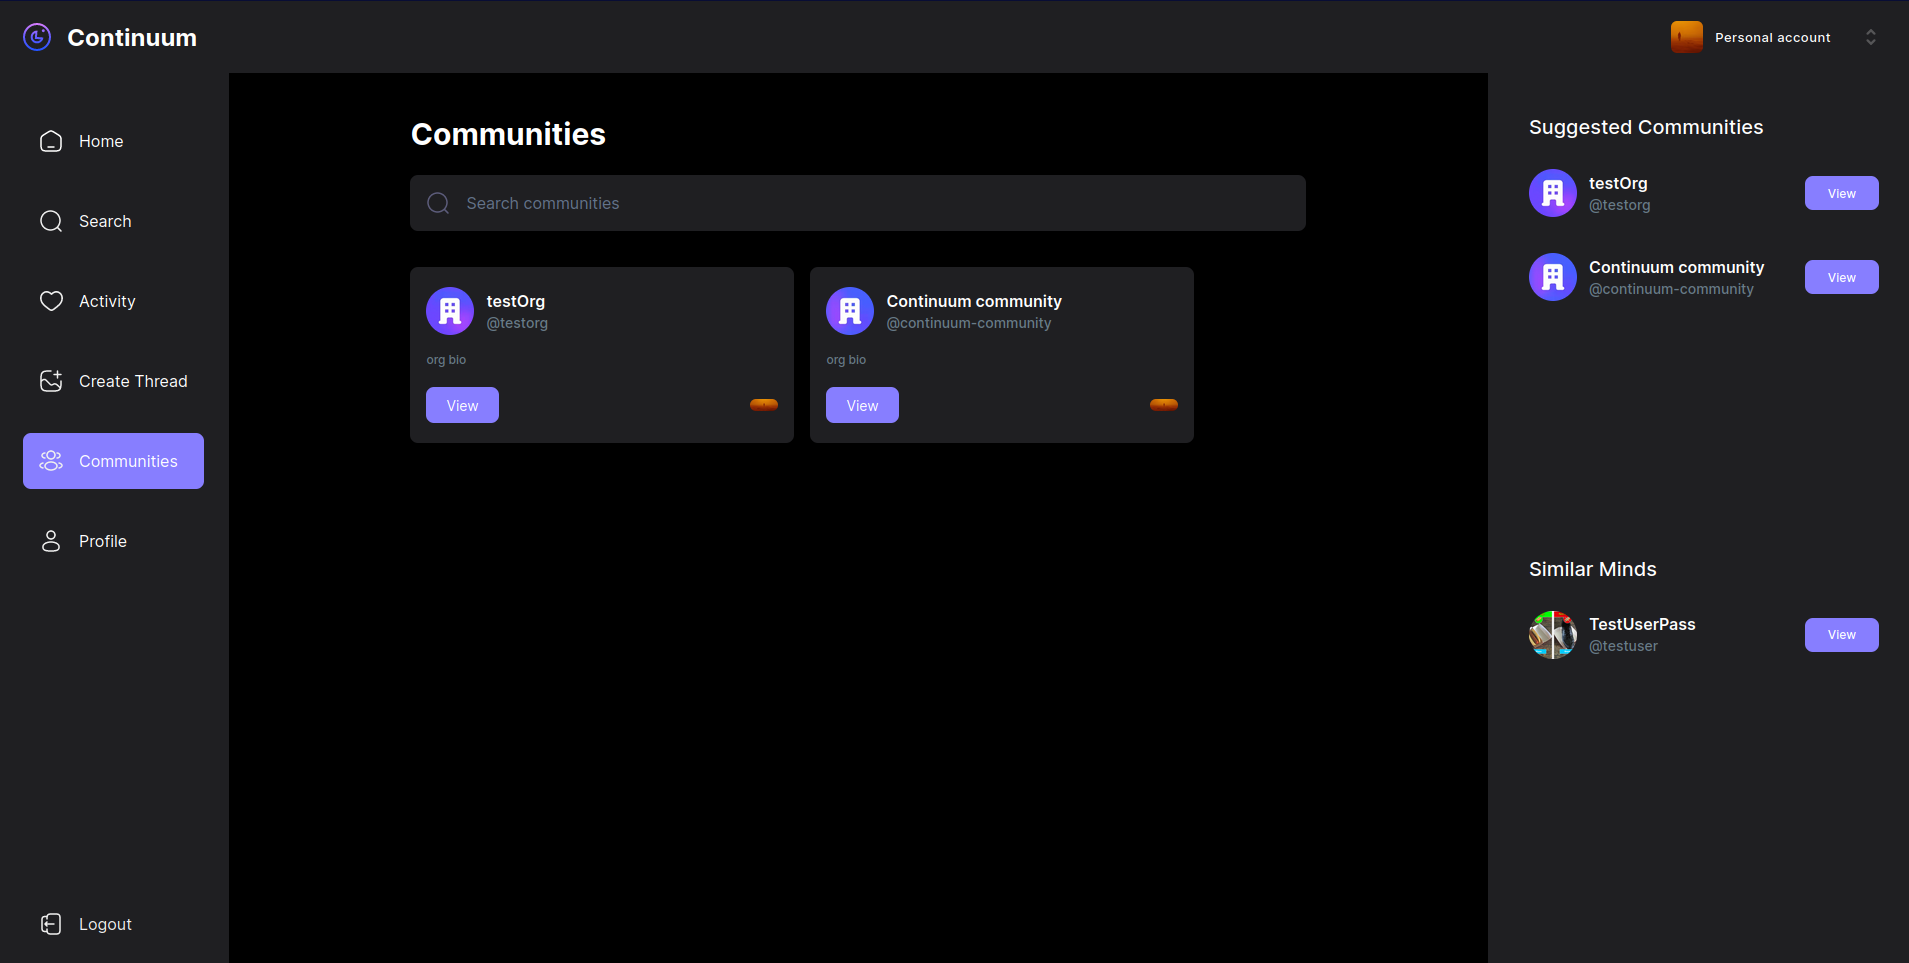 Continuum
Personal account
Home
Search
Activity
Create Thread
Communities
Profile
Logout
Communities
Search communities
testOrg
@testorg
org bio
View
Continuum community
@continuum-community
org bio
View
Suggested Communities
testOrg
@testorg
View
Continuum community
@continuum-community
View
Similar Minds
TestUserPass
@testuser
View